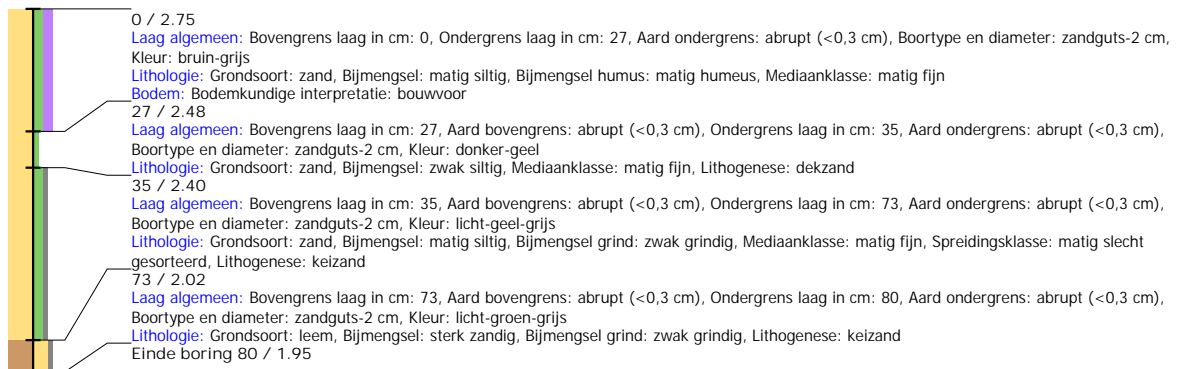 0 / 2.75
Laag algemeen: Bovengrens laag in cm: 0, Ondergrens laag in cm: 27, Aard ondergrens: abrupt (<0,3 cm), Boortype en diameter: zandguts-2 cm,
Kleur: bruin-grijs
Lithologie: Grondsoort: zand, Bijmengsel: matig siltig, Bijmengsel humus: matig humeus, Mediaanklasse: matig fijn
Bodem: Bodemkundige interpretatie: bouwvoor
27 / 2.48
Laag algemeen: Bovengrens laag in cm: 27, Aard bovengrens: abrupt (<0,3 cm), Ondergrens laag in cm: 35, Aard ondergrens: abrupt (<0,3 cm),
Boortype en diameter: zandguts-2 cm, Kleur: donker-geel
Lithologie: Grondsoort: zand, Bijmengsel: zwak siltig, Mediaanklasse: matig fijn, Lithogenese: dekzand
35 / 2.40
Laag algemeen: Bovengrens laag in cm: 35, Aard bovengrens: abrupt (<0,3 cm), Ondergrens laag in cm: 73, Aard ondergrens: abrupt (<0,3 cm),
Boortype en diameter: zandguts-2 cm, Kleur: licht-geel-grijs
Lithologie: Grondsoort: zand, Bijmengsel: matig siltig, Bijmengsel grind: zwak grindig, Mediaanklasse: matig fijn, Spreidingsklasse: matig slecht
gesorteerd, Lithogenese: keizand
73 / 2.02
Laag algemeen: Bovengrens laag in cm: 73, Aard bovengrens: abrupt (<0,3 cm), Ondergrens laag in cm: 80, Aard ondergrens: abrupt (<0,3 cm),
Boortype en diameter: zandguts-2 cm, Kleur: licht-groen-grijs
Lithologie: Grondsoort: leem, Bijmengsel: sterk zandig, Bijmengsel grind: zwak grindig, Lithogenese: keizand
Einde boring 80 / 1.95